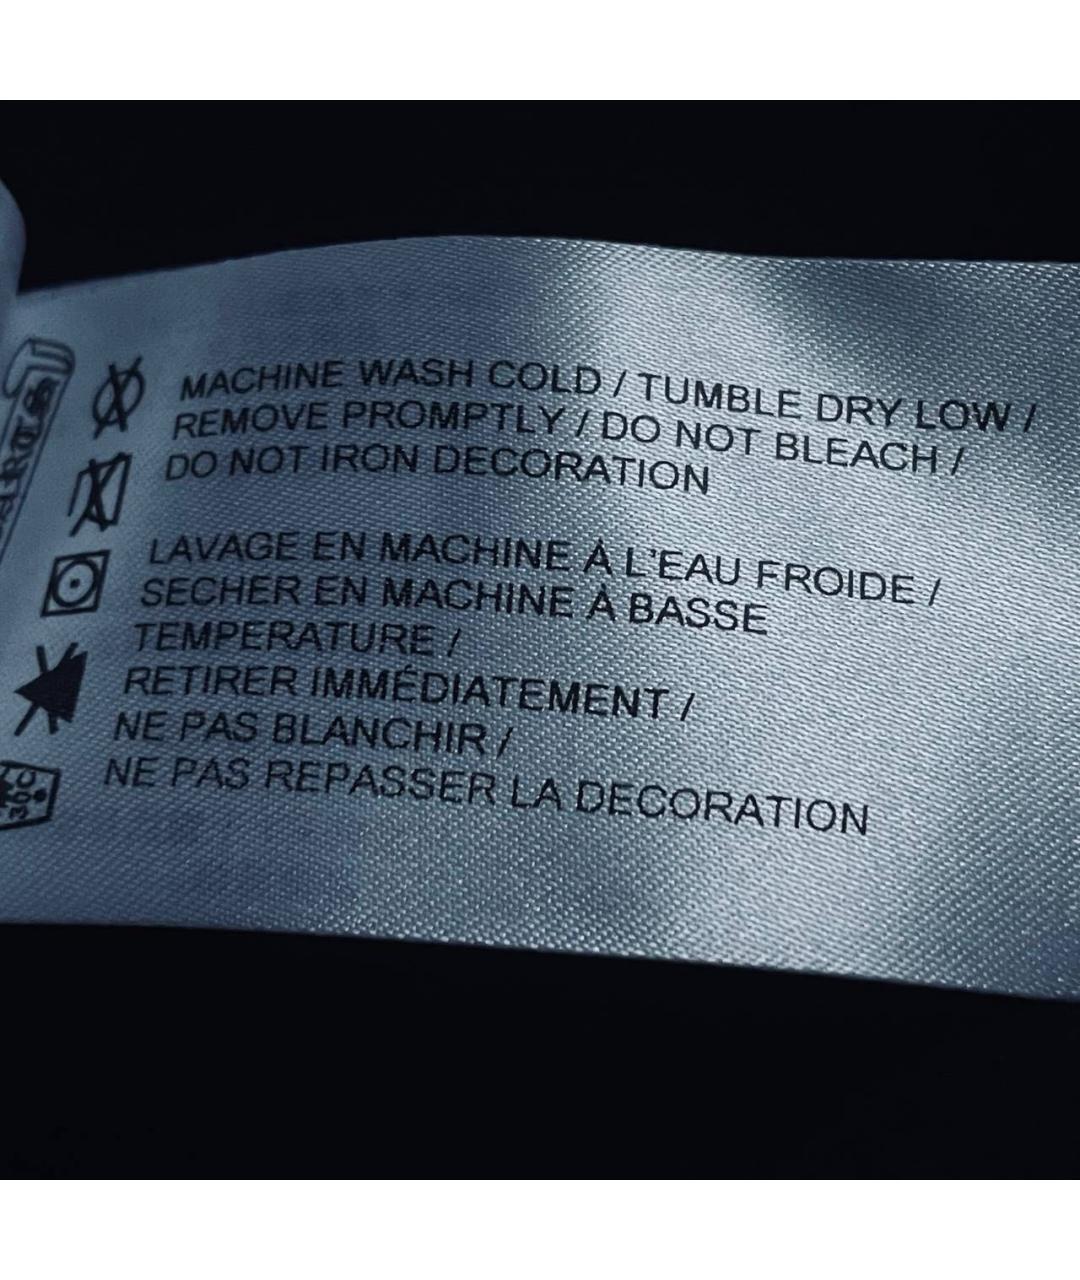 MACHINE WASH COLD / TUMBLE DRY LOW /
REMOVE PROMPTLY / DO NOT BLEACH /
DO NOT IRON DECORATION
LAVAGE EN MACHINE À L'EAU FROIDE /
SECHER EN MACHINE À BASSE
TEMPERATURE /
RETIRER IMMÉDIATEMENT /
NE PAS BLANCHIR /
NE PAS REPASSER LA DECORATION
30C